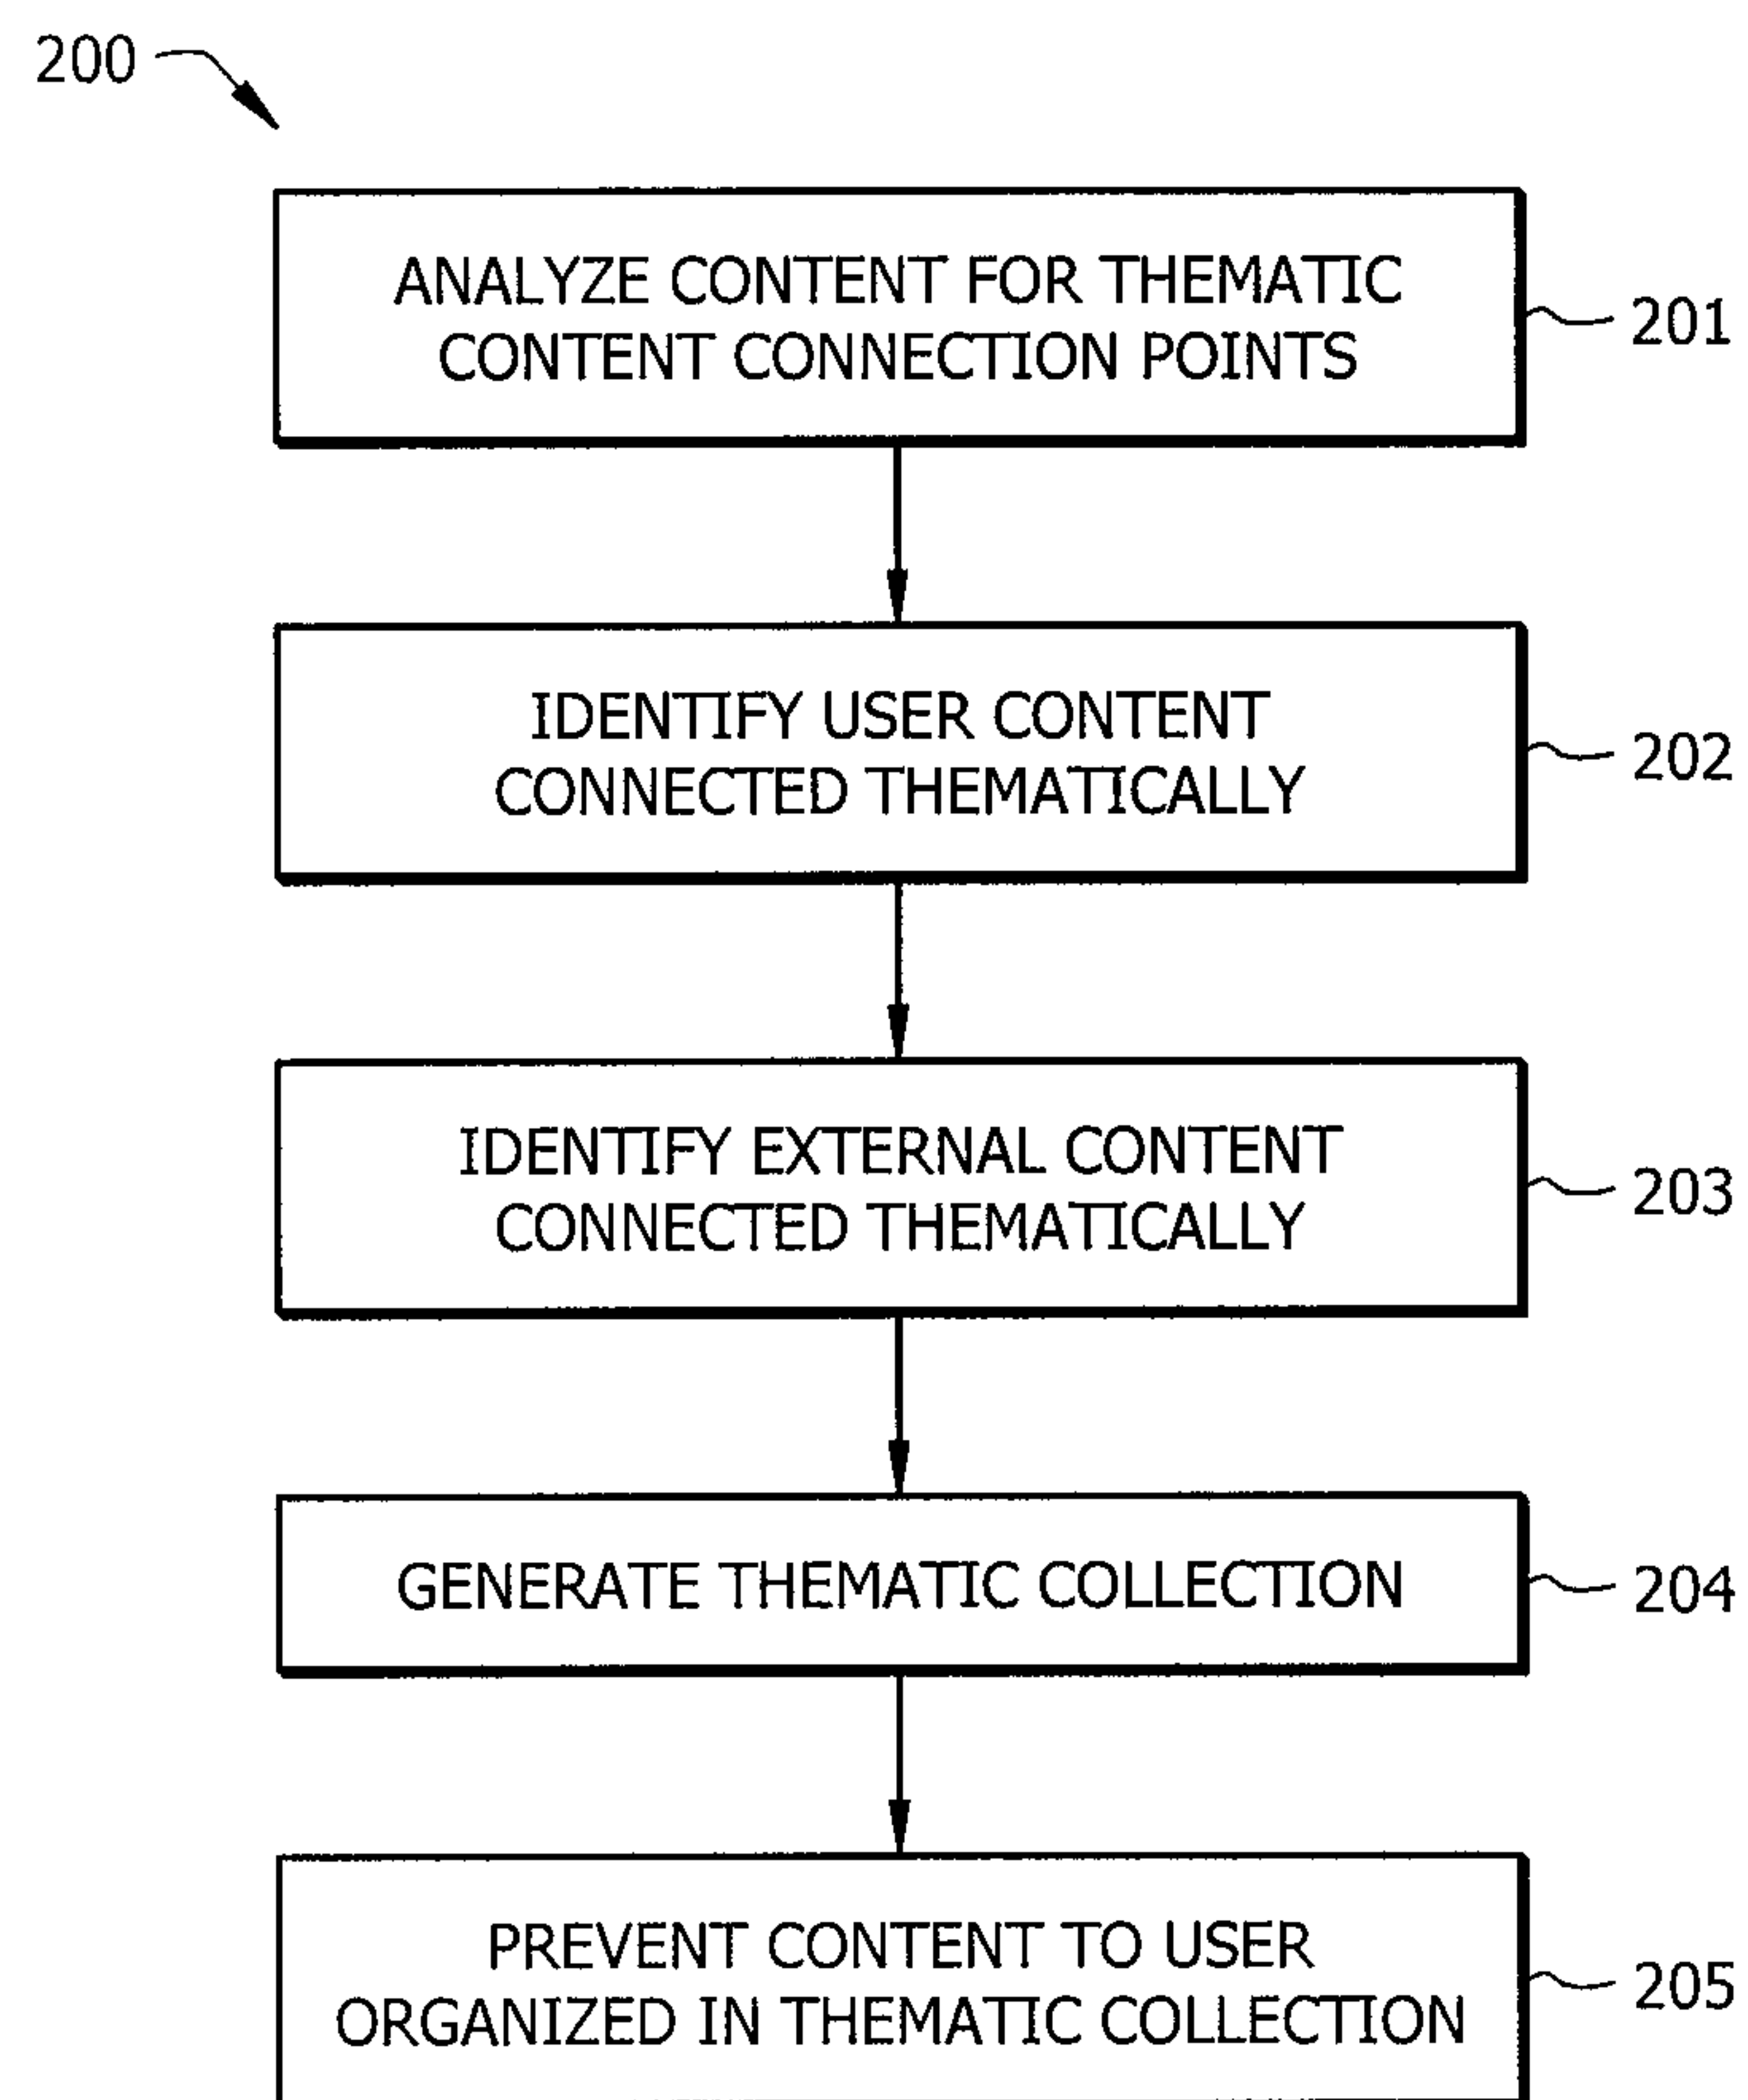 200
ANALYZE CONTENT FOR THEMATIC
CONTENT CONNECTION POINTS
201
IDENTIFY USER CONTENT
CONNECTED THEMATICALLY
202
IDENTIFY EXTERNAL CONTENT
CONNECTED THEMATICALLY
203
GENERATE THEMATIC COLLECTION
204
PREVENT CONTENT TO USER
ORGANIZED IN THEMATIC COLLECTION
205